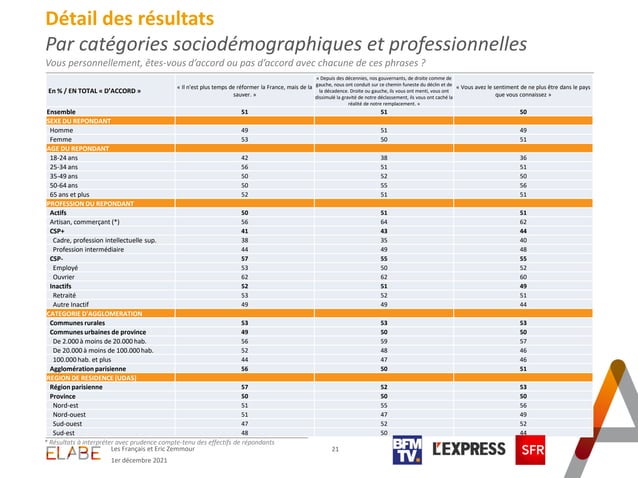 Détail des résultats
Par catégories sociodémographiques et professionnelles
Vous personnellement, êtes-vous d'accord ou pas d'accord avec chacune de ces phrases ?
En % / EN TOTAL « D'ACCORD »
« Il n'est plus temps de réformer la France, mais de la sauver. »
« Depuis des décennies, nos gouvernants, de droite comme de gauche, nous ont conduit sur ce chemin funeste du déclin et de la décadence. Droite ou gauche, ils vous ont menti, vous ont dissimulé la gravité de notre déclassement, ils vous ont caché la réalité de notre remplacement. »
« Vous avez le sentiment de ne plus être dans le pays que vous connaissez »
Ensemble 51 51 50
SEXE DU REPONDANT
Homme 49 51 49
Femme 53 50 51
AGE DU REPONDANT
18-24 ans 42 38 36
25-34 ans 56 51 51
35-49 ans 50 52 50
50-64 ans 50 55 56
65 ans et plus 52 51 51
PROFESSION DU REPONDANT
Actifs 50 51 51
Artisan, commerçant (*) 56 64 62
CSP+ 41 43 44
Cadre, profession intellectuelle sup. 38 35 40
Profession intermédiaire 44 49 48
CSP- 57 55 55
Employé 53 50 52
Ouvrier 62 62 60
Inactifs 52 51 49
Retraité 53 52 51
Autre Inactif 49 49 44
CATEGORIE D'AGGLOMERATION
Communes rurales 53 53 53
Communes urbaines de province 49 50 50
De 2.000 à moins de 20.000 hab. 56 59 57
De 20.000 à moins de 100.000 hab. 52 48 46
100.000 hab. et plus 44 47 46
Agglomération parisienne 56 50 51
REGION DE RESIDENCE (UDA5)
Région parisienne 57 52 53
Province 50 50 50
Nord-est 51 55 56
Nord-ouest 51 47 49
Sud-ouest 47 52 52
Sud-est 48 50 44
* Résultats à interpréter avec prudence compte-tenu des effectifs de répondants
ELABE
Les Français et Eric Zemmour
1er décembre 2021
21
BFM TV.
L'EXPRESS
SFR